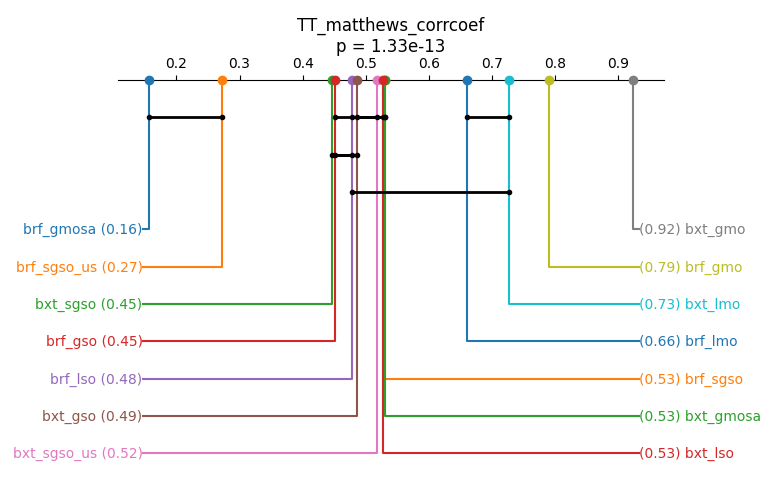 TT_matthews_corrcoef
p = 1.33e-13
0.2 0.3 0.4 0.5 0.6 0.7 0.8 0.9
brf_gmosa (0.16)
(0.92) bxt_gmo
brf_sgso_us (0.27)
(0.79) brf_gmo
bxt_sgso (0.45)
(0.73) bxt_lmo
brf_gso (0.45)
(0.66) brf_lmo
brf_lso (0.48)
(0.53) brf_sgso
bxt_gso (0.49)
(0.53) bxt_gmosa
bxt_sgso_us (0.52)
(0.53) bxt_lso